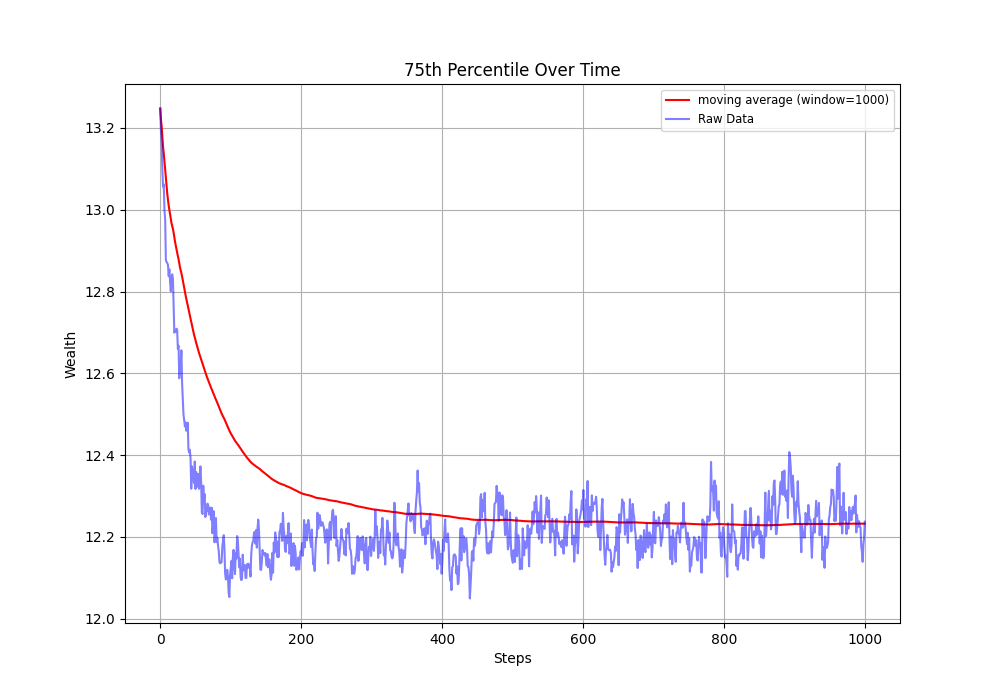 75th Percentile Over Time
moving average (window=1000)
Raw Data
Wealth
13.2
13.0
12.8
12.6
12.4
12.2
12.0
0
200
400
600
800
1000
Steps